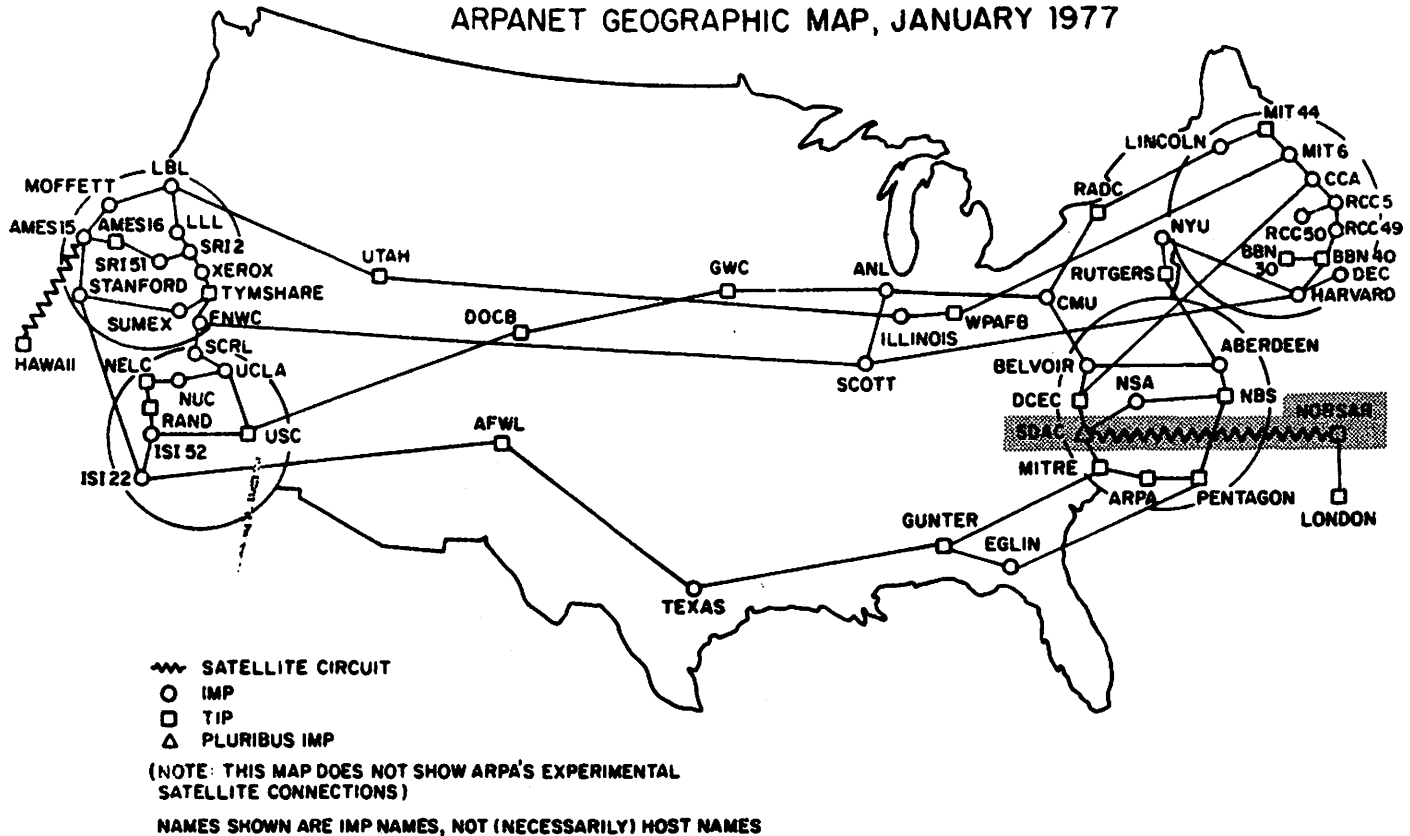 ARPANET GEOGRAPHIC MAP, JANUARY 1977
MIT 44
LINCOLN
MIT 6
LBL
CCA
MOFFETT
RADC
RCC 5
AMES15
AMES16
LLL
NYU
RCC 50
RCC 49
SRI 2
UTAH
BBN
30
BBN 40
SRI 51
XEROX
GWC
ANL
RUTGERS
DEC
STANFORD
TYMSHARE
HARVARD
CMU
SUMEX
FNWC
DOCB
WPAFB
ILLINOIS
HAWAII
SCRL
ABERDEEN
NELC
UCLA
SCOTT
BELVOIR
NSA
NUC
DCEC
NBS
NORSAR
RAND
AFWL
USC
SDAC
ISI 52
MITRE
ISI 22
ARPA
PENTAGON
LONDON
GUNTER
EGLIN
TEXAS
SATELLITE CIRCUIT
IMP
TIP
PLURIBUS IMP
(NOTE: THIS MAP DOES NOT SHOW ARPA'S EXPERIMENTAL
SATELLITE CONNECTIONS)
NAMES SHOWN ARE IMP NAMES, NOT (NECESSARILY) HOST NAMES